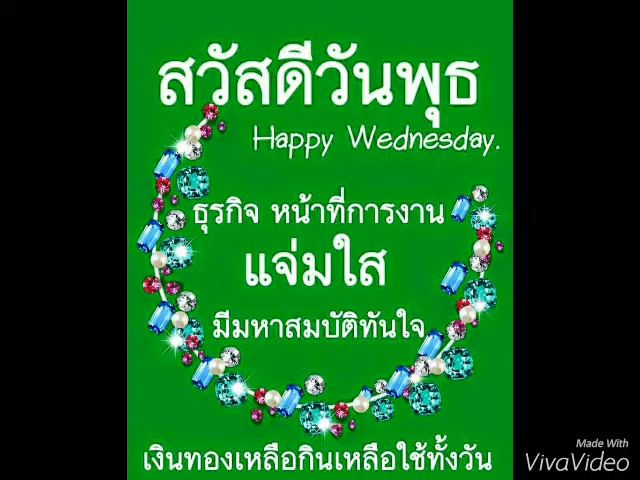 สวัสดีวันพุธ
Happy Wednesday.
ธุรกิจ หน้าที่การงาน
แจ่มใส
มีมหาสมบัติทันใจ
เงินทองเหลือกินเหลือใช้ทั้งวัน
Made With
VivaVideo